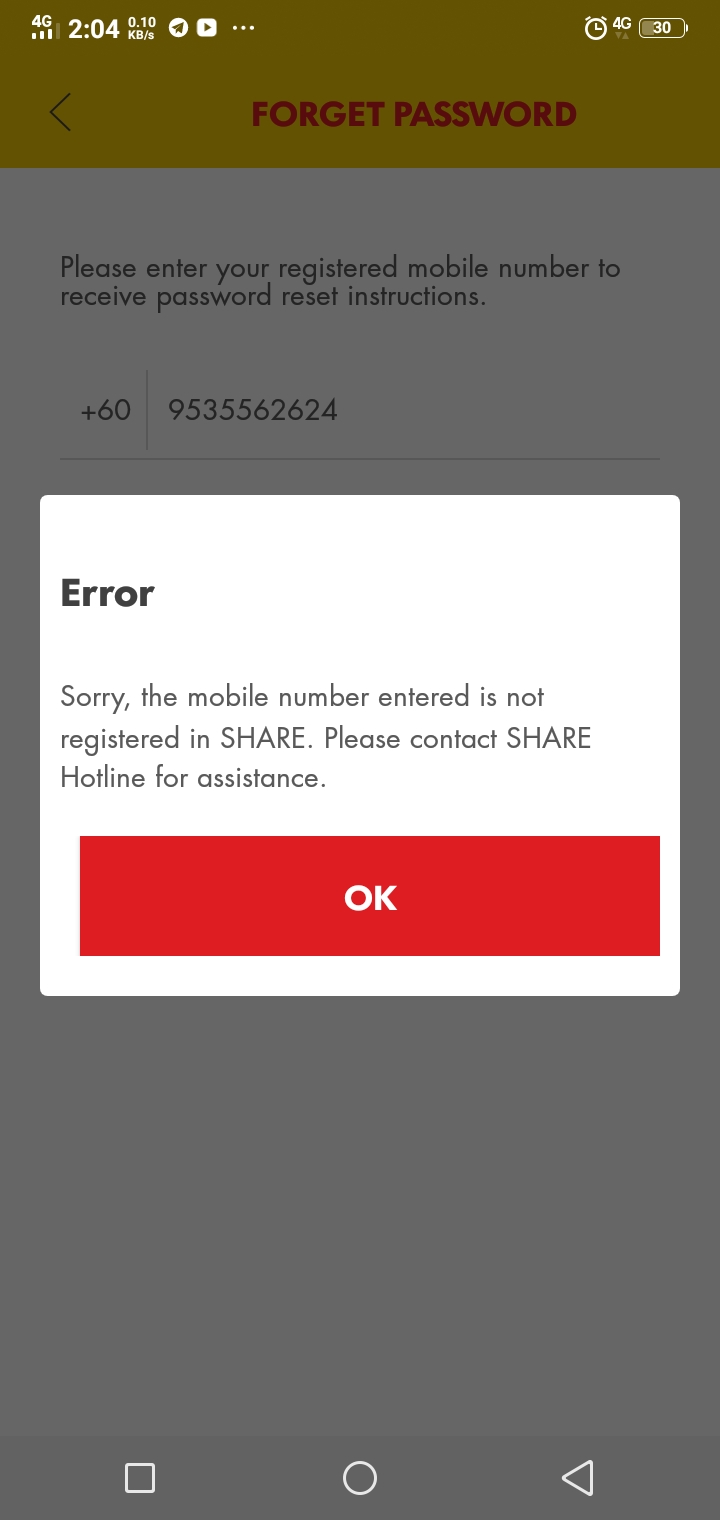 4G 2:04 0.10 KB/s ... 4G 30
FORGET PASSWORD
Please enter your registered mobile number to
receive password reset instructions.
+60 9535562624
Error
Sorry, the mobile number entered is not
registered in SHARE. Please contact SHARE
Hotline for assistance.
OK